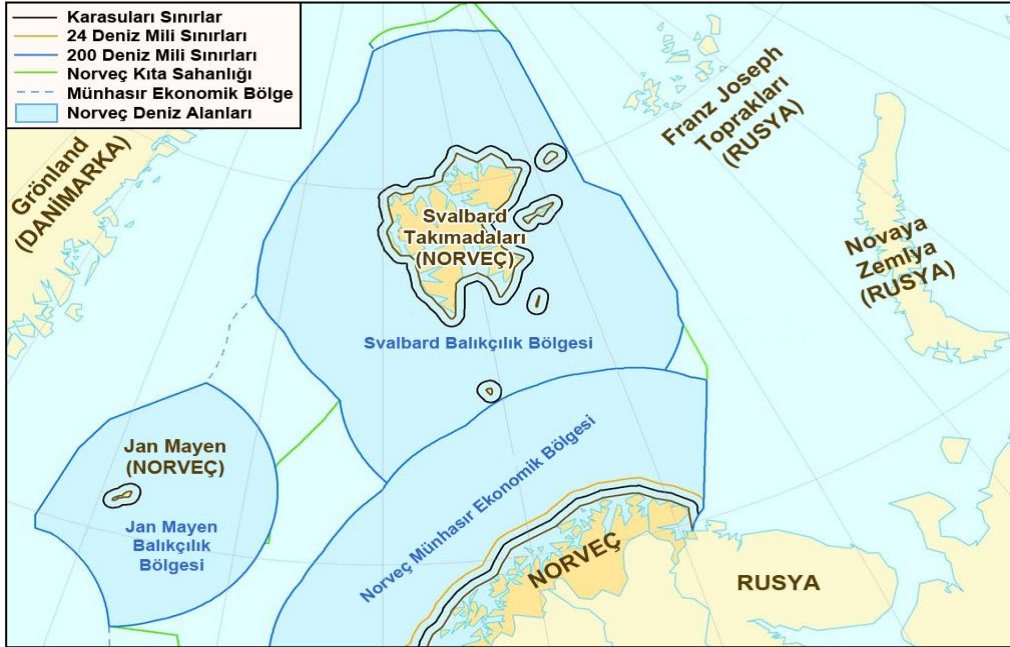 Karasuları Sınırlar
24 Deniz Mili Sınırları
200 Deniz Mili Sınırları
Norveç Kıta Sahanlığı
Münhasır Ekonomik Bölge
Norveç Deniz Alanları
Grönland
(DANİMARKA)
Franz Joseph
Toprakları
(RUSYA)
Novaya
Zemlya
(RUSYA)
Svalbard
Takımadaları
(NORVEÇ)
Svalbard Balıkçılık Bölgesi
Jan Mayen
(NORVEÇ)
Jan Mayen
Balıkçılık
Bölgesi
Norveç Münhasır Ekonomik Bölgesi
NORVEÇ
RUSYA